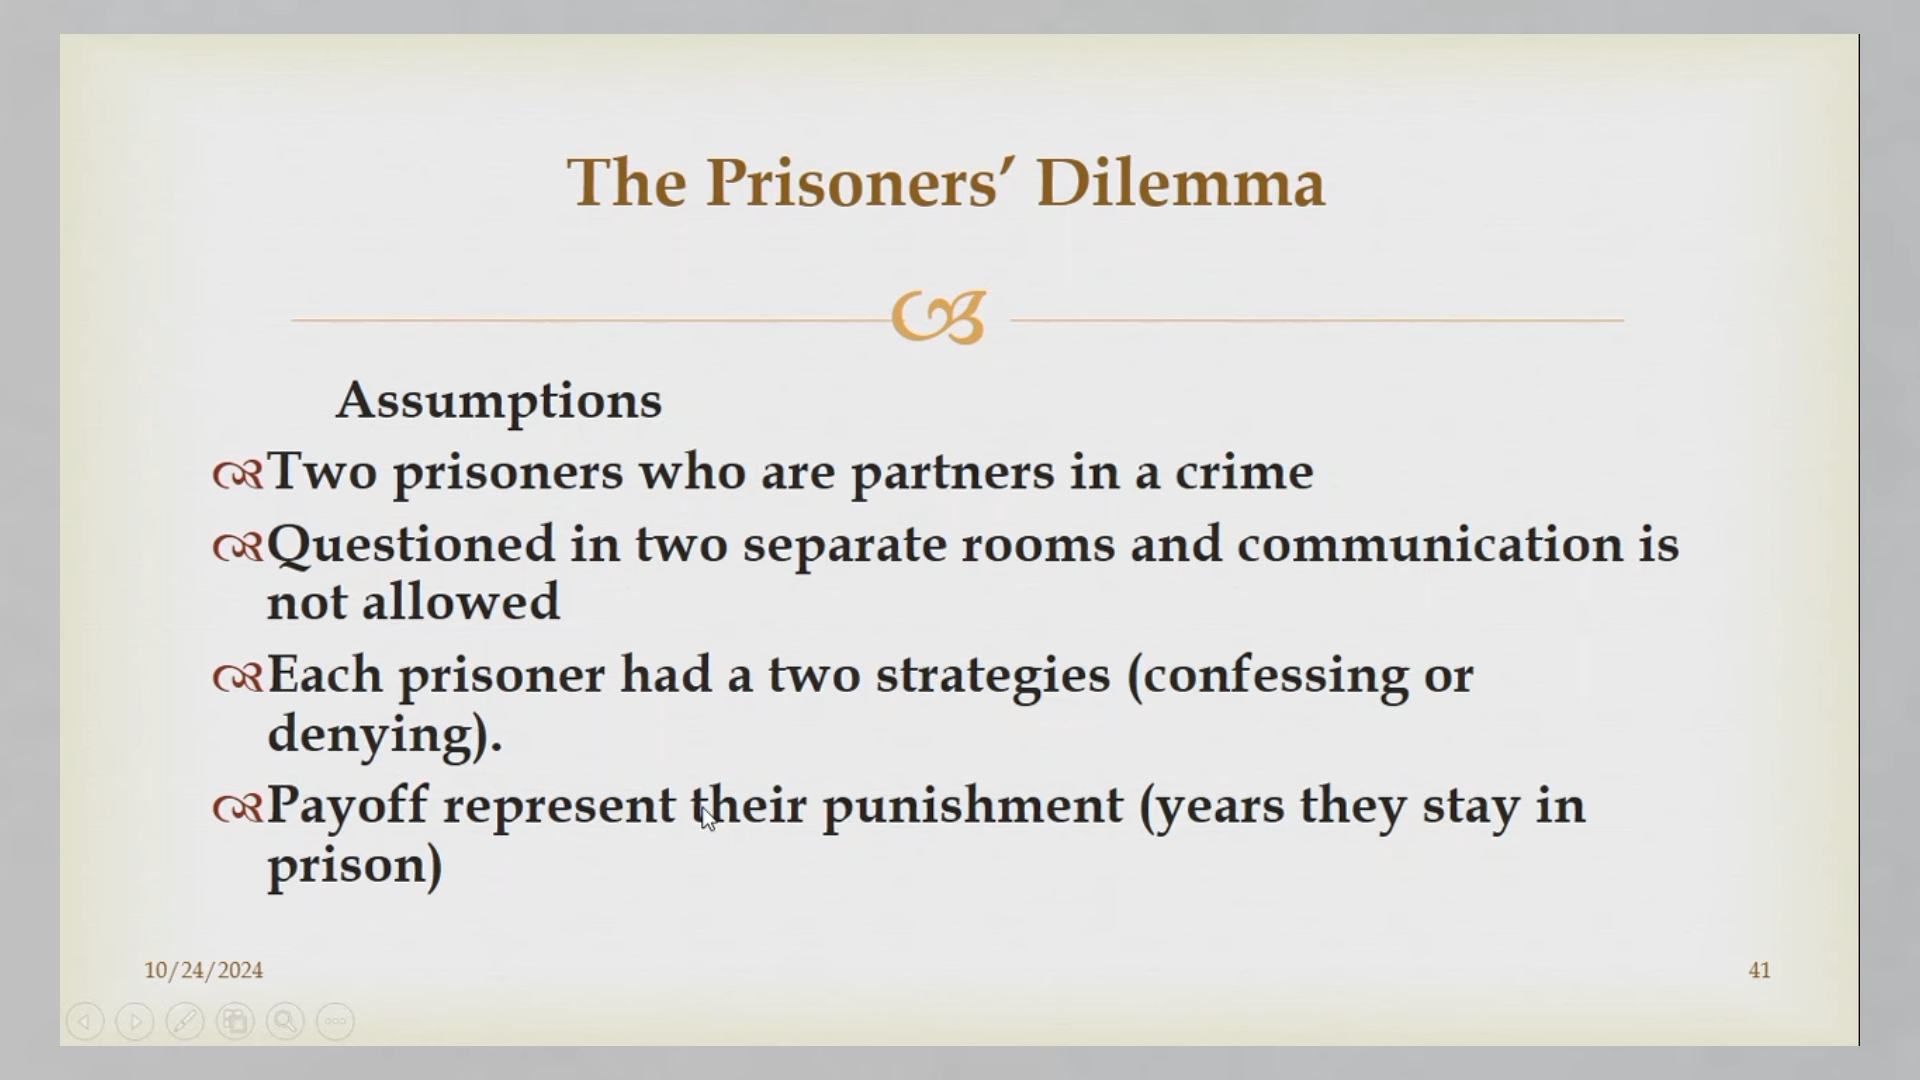 The Prisoners’ Dilemma
Assumptions
Two prisoners who are partners in a crime
Questioned in two separate rooms and communication is
not allowed
Each prisoner had a two strategies (confessing or
denying).
Payoff represent their punishment (years they stay in
prison)
10/24/2024
41